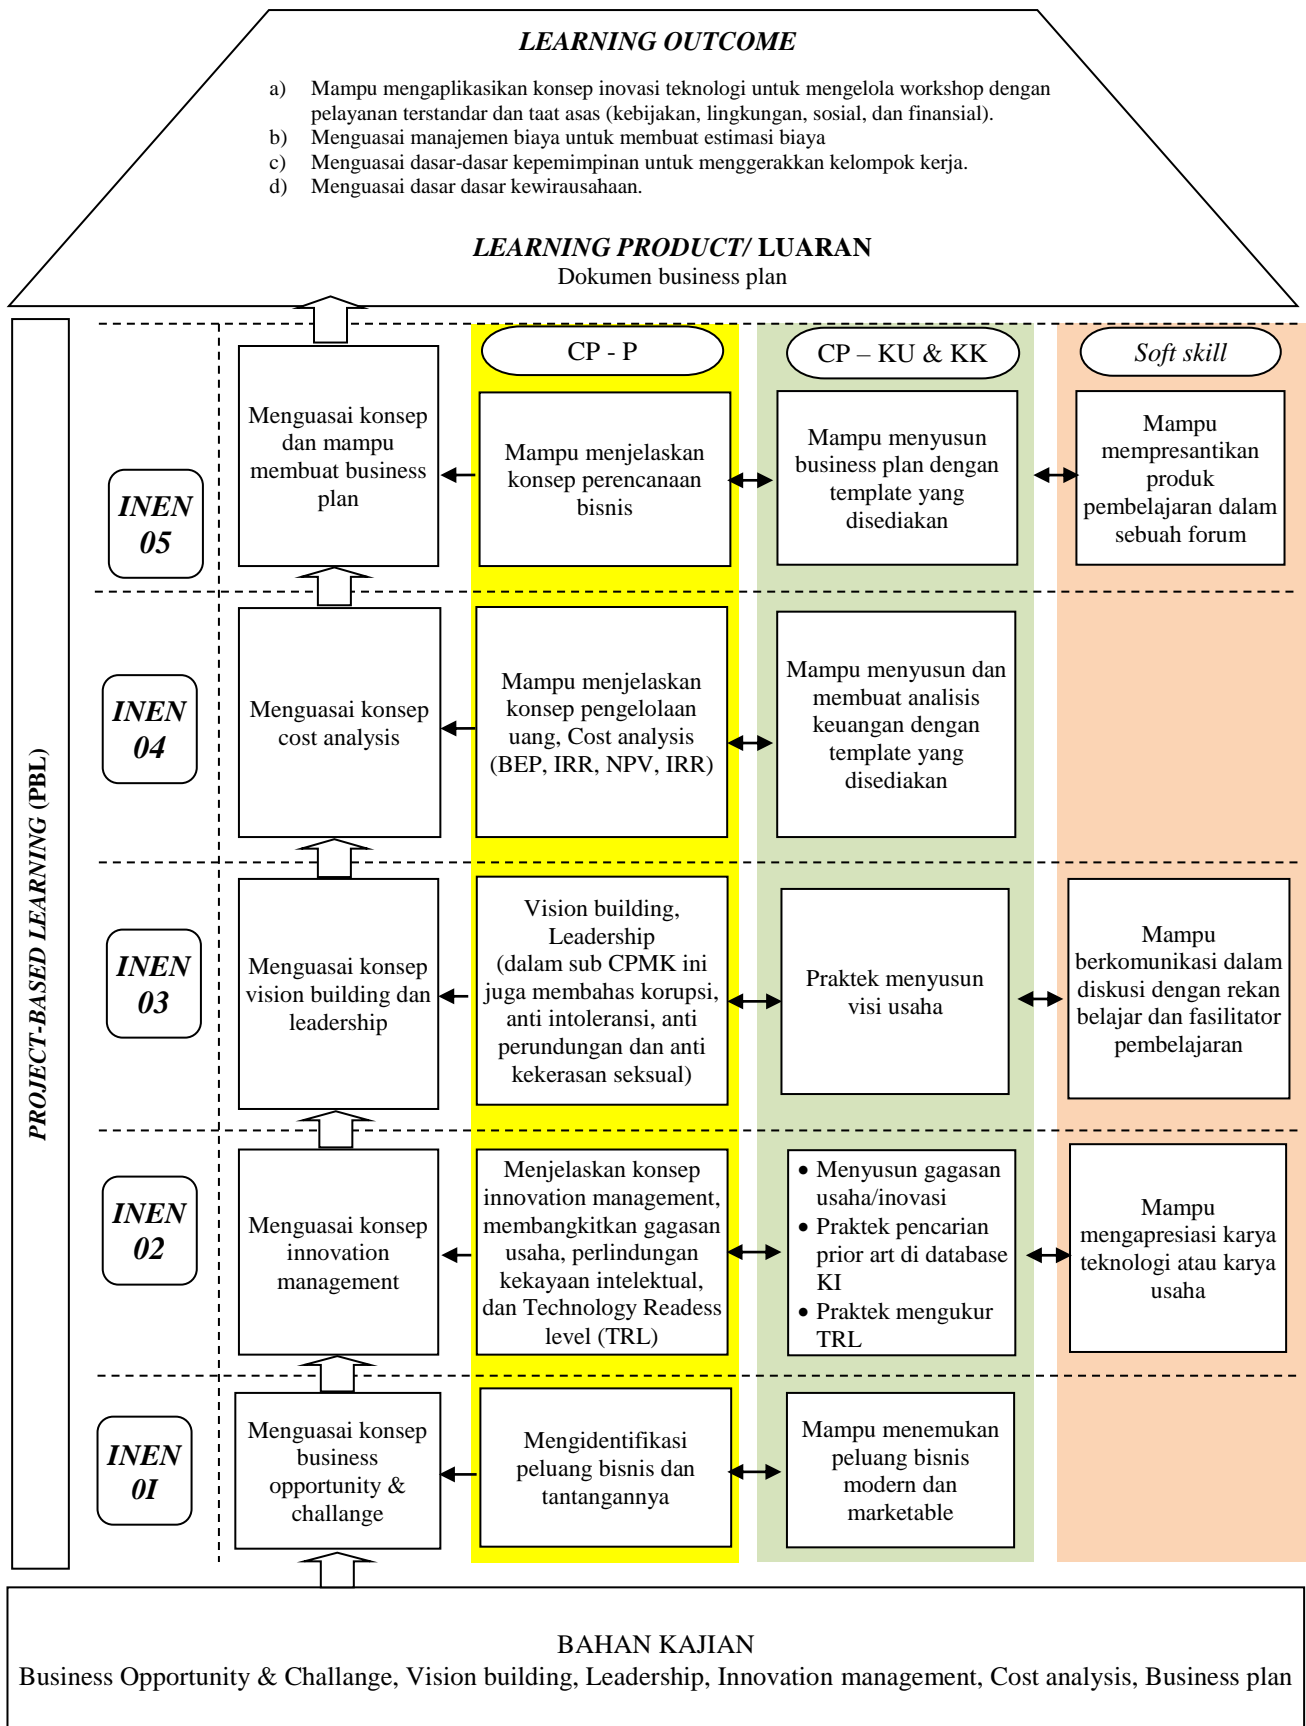 LEARNING OUTCOME
a) Mampu mengaplikasikan konsep inovasi teknologi untuk mengelola workshop dengan
pelayanan terstandar dan taat asas (kebijakan, lingkungan, sosial, dan finansial).
b) Menguasai manajemen biaya untuk membuat estimasi biaya
c) Menguasai dasar-dasar kepemimpinan untuk menggerakkan kelompok kerja.
d) Menguasai dasar dasar kewirausahaan.
LEARNING PRODUCT/ LUARAN
Dokumen business plan
PROJECT-BASED LEARNING (PBL)
CP - P
CP – KU & KK
Soft skill
INEN
05
Menguasai konsep
dan mampu
membuat business
plan
Mampu menjelaskan
konsep perencanaan
bisnis
Mampu menyusun
business plan dengan
template yang
disediakan
Mampu
mempresantikan
produk
pembelajaran dalam
sebuah forum
INEN
04
Menguasai konsep
cost analysis
Mampu menjelaskan
konsep pengelolaan
uang, Cost analysis
(BEP, IRR, NPV, IRR)
Mampu menyusun dan
membuat analisis
keuangan dengan
template yang
disediakan
INEN
03
Menguasai konsep
vision building dan
leadership
Vision building,
Leadership
(dalam sub CPMK ini
juga membahas korupsi,
anti intoleransi, anti
perundungan dan anti
kekerasan seksual)
Praktek menyusun
visi usaha
Mampu
berkomunikasi dalam
diskusi dengan rekan
belajar dan fasilitator
pembelajaran
INEN
02
Menguasai konsep
innovation
management
Menjelaskan konsep
innovation management,
membangkitkan gagasan
usaha, perlindungan
kekayaan intelektual,
dan Technology Readess
level (TRL)
• Menyusun gagasan
usaha/inovasi
• Praktek pencarian
prior art di database
KI
• Praktek mengukur
TRL
Mampu
mengapresiasi karya
teknologi atau karya
usaha
INEN
0I
Menguasai konsep
business
opportunity &
challange
Mengidentifikasi
peluang bisnis dan
tantangannya
Mampu menemukan
peluang bisnis
modern dan
marketable
BAHAN KAJIAN
Business Opportunity & Challange, Vision building, Leadership, Innovation management, Cost analysis, Business plan